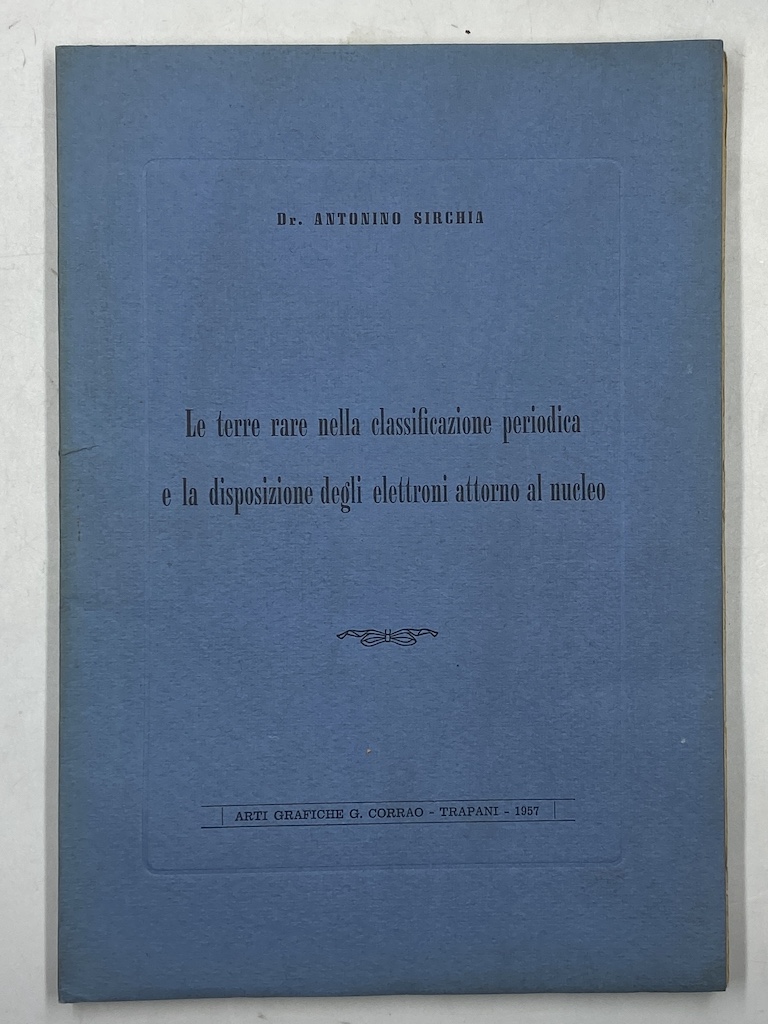 Dr. ANTONINO SIRCHIA
Le terre rare nella classificazione periodica
e la disposizione degli elettroni attorno al nucleo
ARTI GRAFICHE G. CORRAO - TRAPANI - 1957